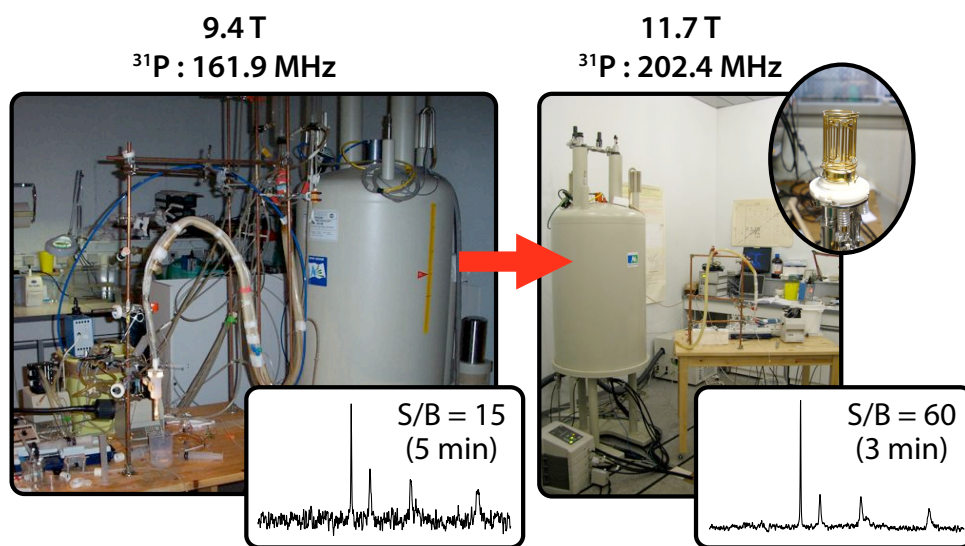 9.4 T
³¹P : 161.9 MHz
11.7 T
³¹P : 202.4 MHz
S/B = 15
(5 min)
S/B = 60
(3 min)